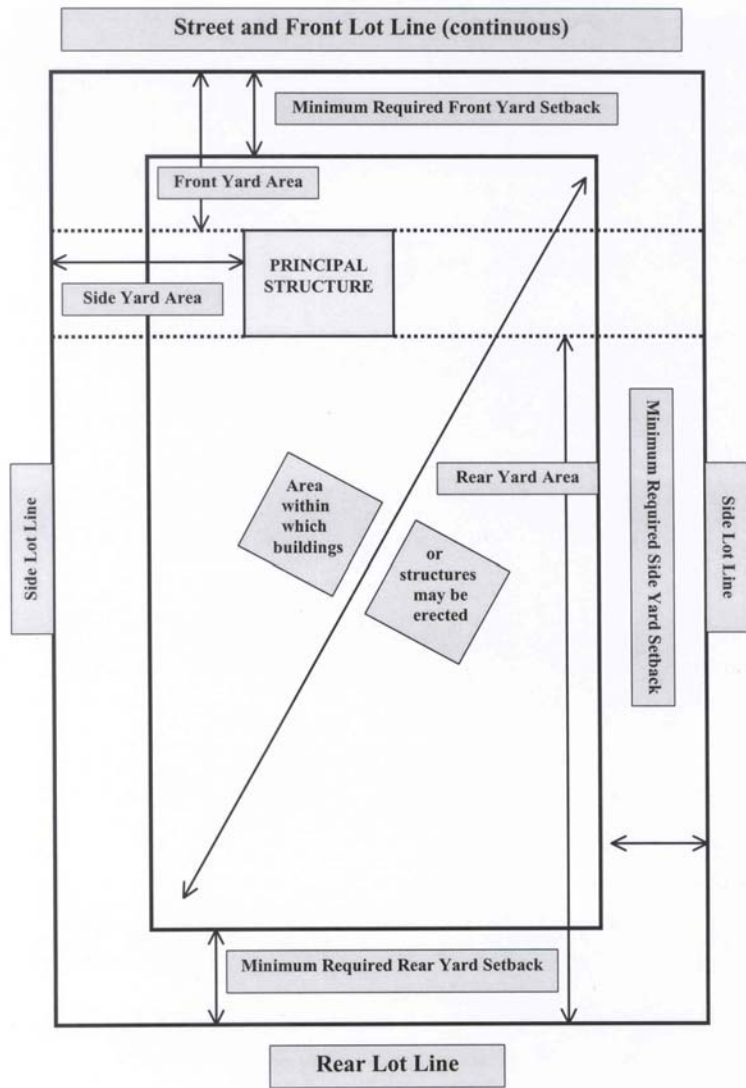 Street and Front Lot Line (continuous)
Minimum Required Front Yard Setback
Front Yard Area
PRINCIPAL
STRUCTURE
Side Yard Area
Rear Yard Area
Minimum Required Side Yard Setback
Side Lot Line
Side Lot Line
Area
within
which
buildings
or
structures
may be
erected
Minimum Required Rear Yard Setback
Rear Lot Line